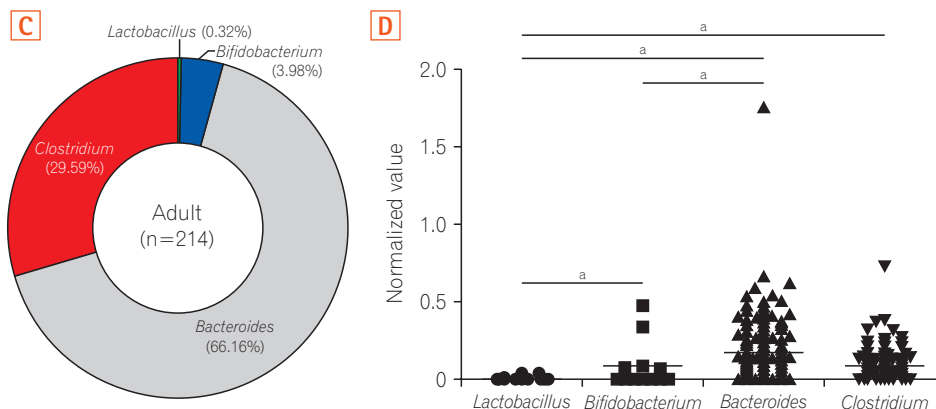 C
Lactobacillus (0.32%)
Bifidobacterium
(3.98%)
Clostridium
(29.59%)
Adult
(n=214)
Bacteroides
(66.16%)
D
a
a
a
a
2.0
1.5
1.0
0.5
0
Normalized value
Lactobacillus Bifidobacterium Bacteroides Clostridium